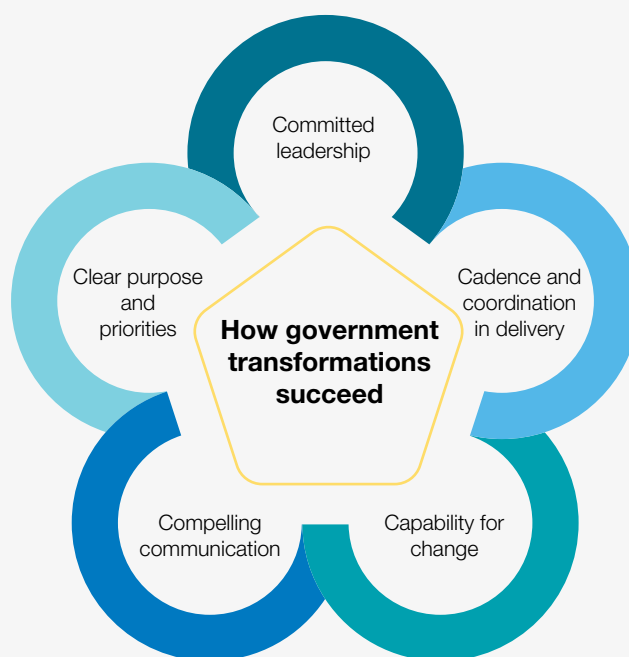 Committed
leadership
Clear purpose
and
priorities
Cadence and
coordination
in delivery
How government
transformations
succeed
Compelling
communication
Capability for
change